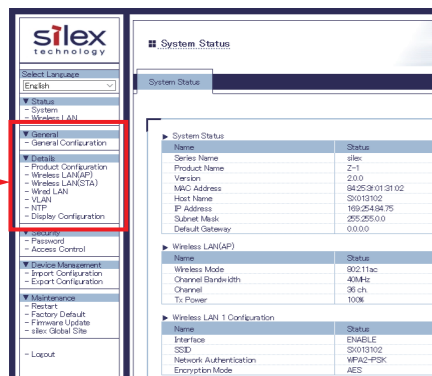 silex
technology
Select Language
English
▼ Status
- System
- Wireless LAN
▼ General
- General Configuration
▼ Details
- Product Configuration
- Wireless LAN(AP)
- Wireless LAN(STA)
- Wired LAN
- VLAN
- NTP
- Display Configuration
▼ Security
- Password
- Access Control
▼ Device Management
- Import Configuration
- Export Configuration
▼ Maintenance
- Restart
- Factory Default
- Firmware Update
- silex Global Site
- Logout
System Status
System Status
▶ System Status
Name Status
Series Name silex
Product Name Z-1
Version 2.0.0
MAC Address 84:25:3f:01:31:02
Host Name SX013102
IP Address 169.254.84.75
Subnet Mask 255.255.0.0
Default Gateway 0.0.0.0
▶ Wireless LAN(AP)
Name Status
Wireless Mode 802.11ac
Channel Bandwidth 40MHz
Channel 36 ch
Tx Power 100%
▶ Wireless LAN 1 Configuration
Name Status
Interface ENABLE
SSID SX013102
Network Authentication WPA2-PSK
Encryption Mode AES